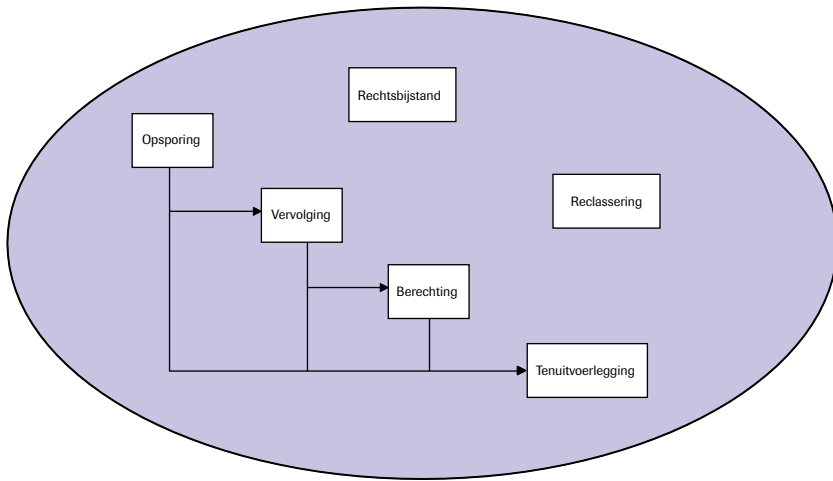 Rechtsbijstand
Opsporing
Reclassering
Vervolging
Berechting
Tenuitvoerlegging